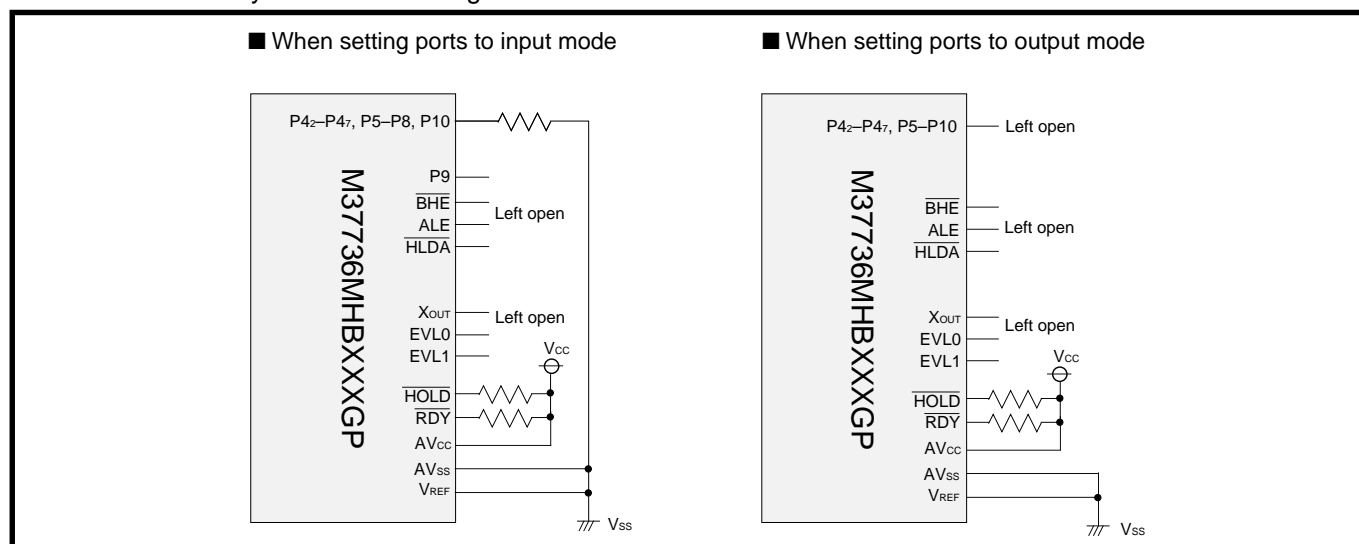 ■ When setting ports to input mode
P42–P47, P5–P8, P10
P9
BHE
ALE
HLDA
Left open
XOUT
EVL0
EVL1
Left open
VCC
HOLD
RDY
AVCC
AVSS
VREF
VSS
M37736MHBXXXGP
■ When setting ports to output mode
P42–P47, P5–P10
Left open
BHE
ALE
HLDA
Left open
XOUT
EVL0
EVL1
Left open
VCC
HOLD
RDY
AVCC
AVSS
VREF
VSS
M37736MHBXXXGP